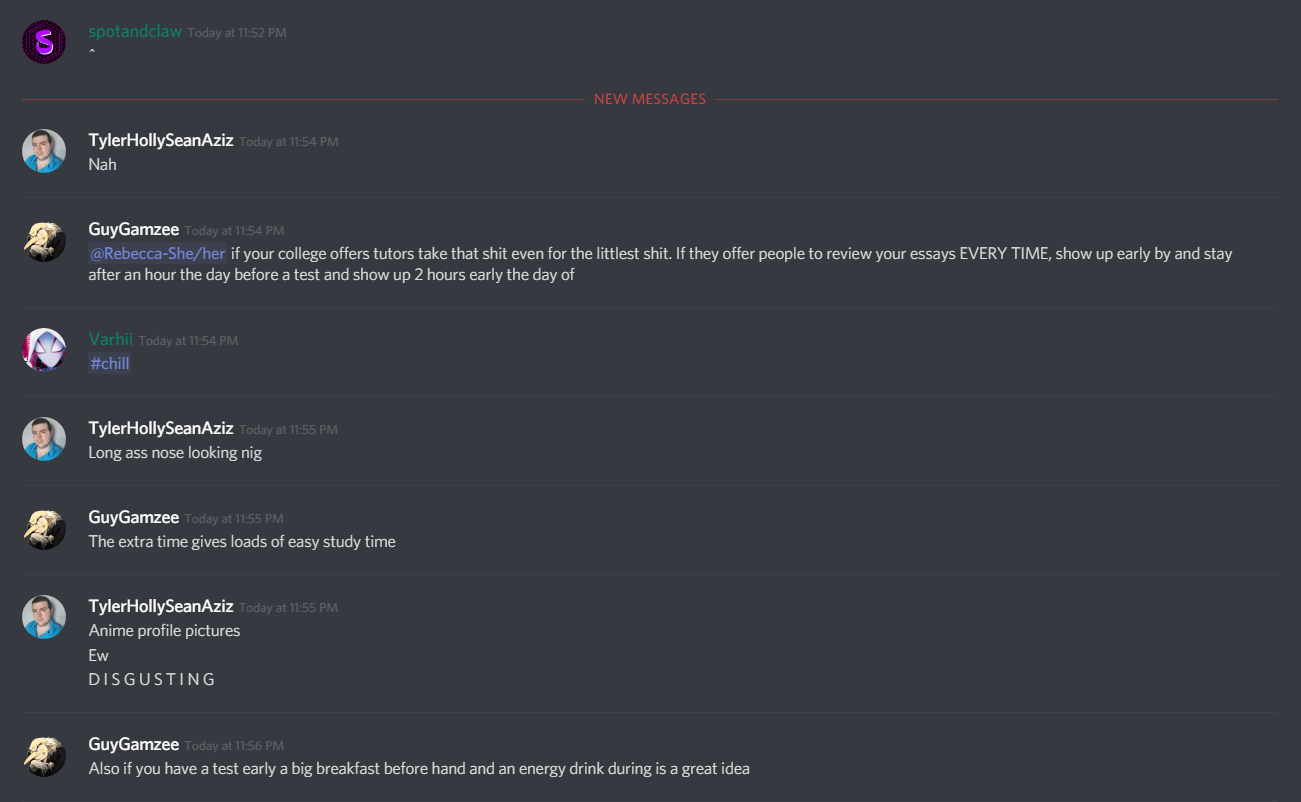 spotandclaw Today at 11:52 PM
^
NEW MESSAGES
TylerHollySeanAziz Today at 11:54 PM
Nah
GuyGamzee Today at 11:54 PM
@Rebecca-She/her if your college offers tutors take that shit even for the littlest shit. If they offer people to review your essays EVERY TIME, show up early by and stay
after an hour the day before a test and show up 2 hours early the day of
Varhii Today at 11:54 PM
#chill
TylerHollySeanAziz Today at 11:55 PM
Long ass nose looking nig
GuyGamzee Today at 11:55 PM
The extra time gives loads of easy study time
TylerHollySeanAziz Today at 11:55 PM
Anime profile pictures
Ew
D I S G U S T I N G
GuyGamzee Today at 11:56 PM
Also if you have a test early a big breakfast before hand and an energy drink during is a great idea